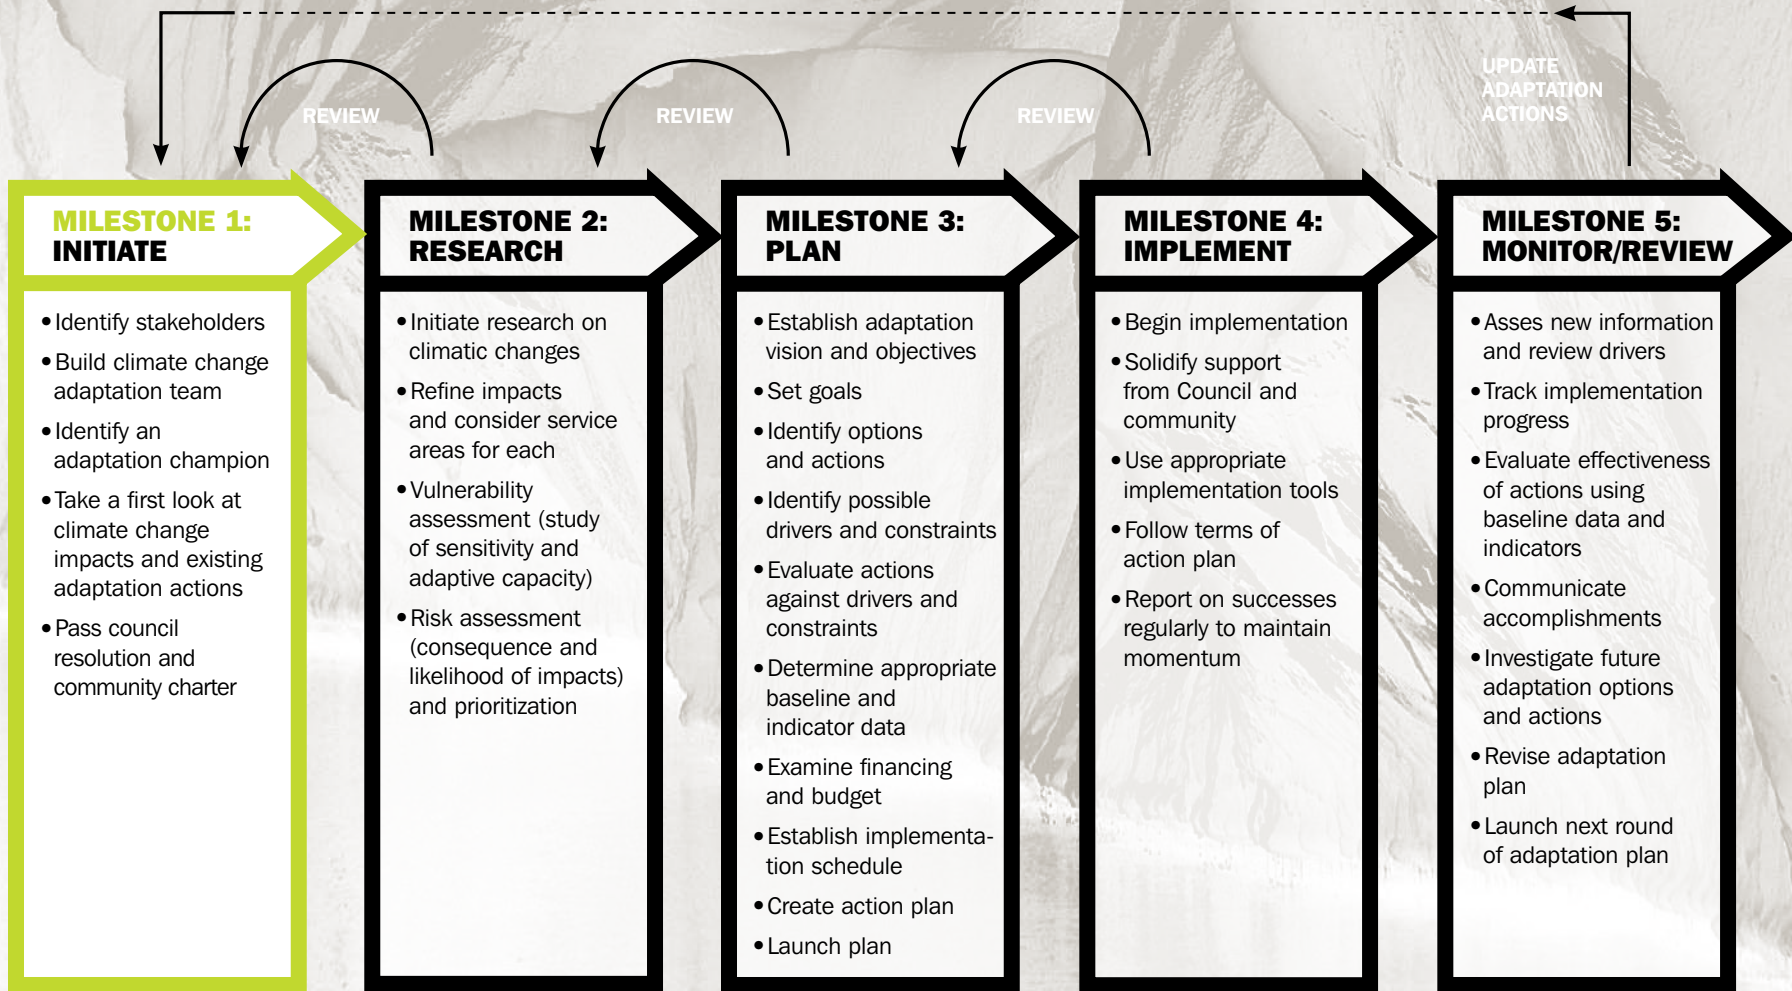 REVIEW
REVIEW
REVIEW
UPDATE
ADAPTATION
ACTIONS
MILESTONE 1:
INITIATE
•Identify stakeholders
•Build climate change
adaptation team
•Identify an
adaptation champion
•Take a first look at
climate change
impacts and existing
adaptation actions
•Pass council
resolution and
community charter
MILESTONE 2:
RESEARCH
•Initiate research on
climatic changes
•Refine impacts
and consider service
areas for each
•Vulnerability
assessment (study
of sensitivity and
adaptive capacity)
•Risk assessment
(consequence and
likelihood of impacts)
and prioritization
MILESTONE 3:
PLAN
•Establish adaptation
vision and objectives
•Set goals
•Identify options
and actions
•Identify possible
drivers and constraints
•Evaluate actions
against drivers and
constraints
•Determine appropriate
baseline and
indicator data
•Examine financing
and budget
•Establish implementa-
tion schedule
•Create action plan
•Launch plan
MILESTONE 4:
IMPLEMENT
•Begin implementation
•Solidify support
from Council and
community
•Use appropriate
implementation tools
•Follow terms of
action plan
•Report on successes
regularly to maintain
momentum
MILESTONE 5:
MONITOR/REVIEW
•Asses new information
and review drivers
•Track implementation
progress
•Evaluate effectiveness
of actions using
baseline data and
indicators
•Communicate
accomplishments
•Investigate future
adaptation options
and actions
•Revise adaptation
plan
•Launch next round
of adaptation plan